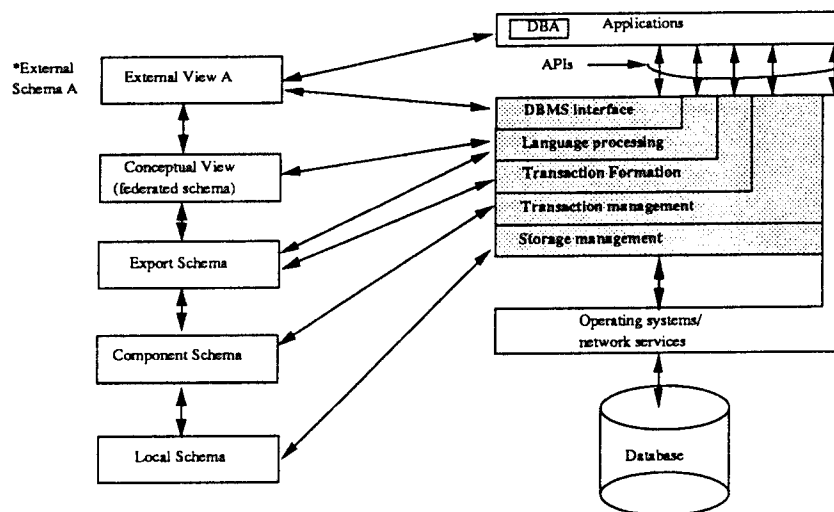 DBA
Applications
*External
Schema A
External View A
APIs
DBMS interface
Conceptual View
(federated schema)
Language processing
Transaction Formation
Transaction management
Export Schema
Storage management
Component Schema
Operating systems/
network services
Local Schema
Database